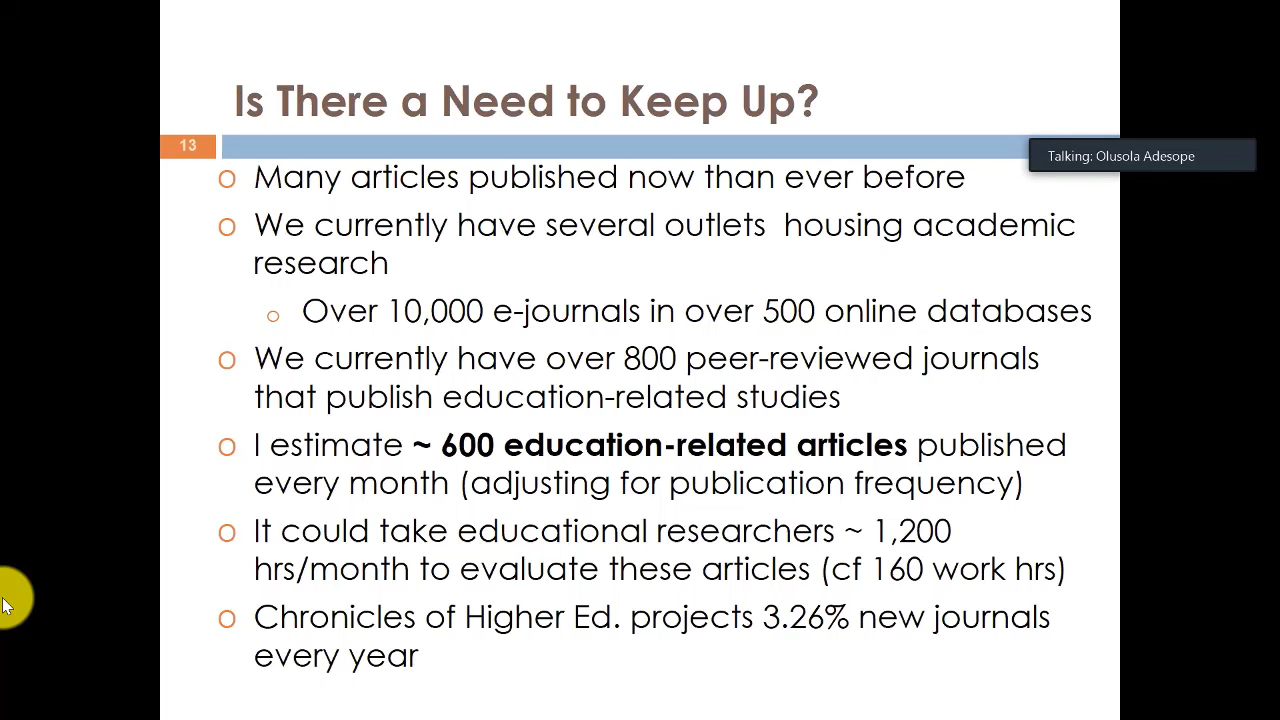 Is There a Need to Keep Up?
13
Talking: Olusola Adesope
o Many articles published now than ever before
o We currently have several outlets  housing academic
research
o Over 10,000 e-journals in over 500 online databases
o We currently have over 800 peer-reviewed journals
that publish education-related studies
o I estimate ~ 600 education-related articles published
every month (adjusting for publication frequency)
o It could take educational researchers ~ 1,200
hrs/month to evaluate these articles (cf 160 work hrs)
o Chronicles of Higher Ed. projects 3.26% new journals
every year